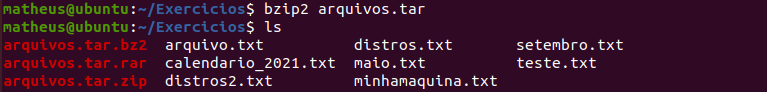 matheus@ubuntu:~/Exercicios$ bzip2 arquivos.tar
matheus@ubuntu:~/Exercicios$ ls
arquivos.tar.bz2  arquivo.txt         distros.txt        setembro.txt
arquivos.tar.rar  calendario_2021.txt  maio.txt           teste.txt
arquivos.tar.zip  distros2.txt        minhamaquina.txt